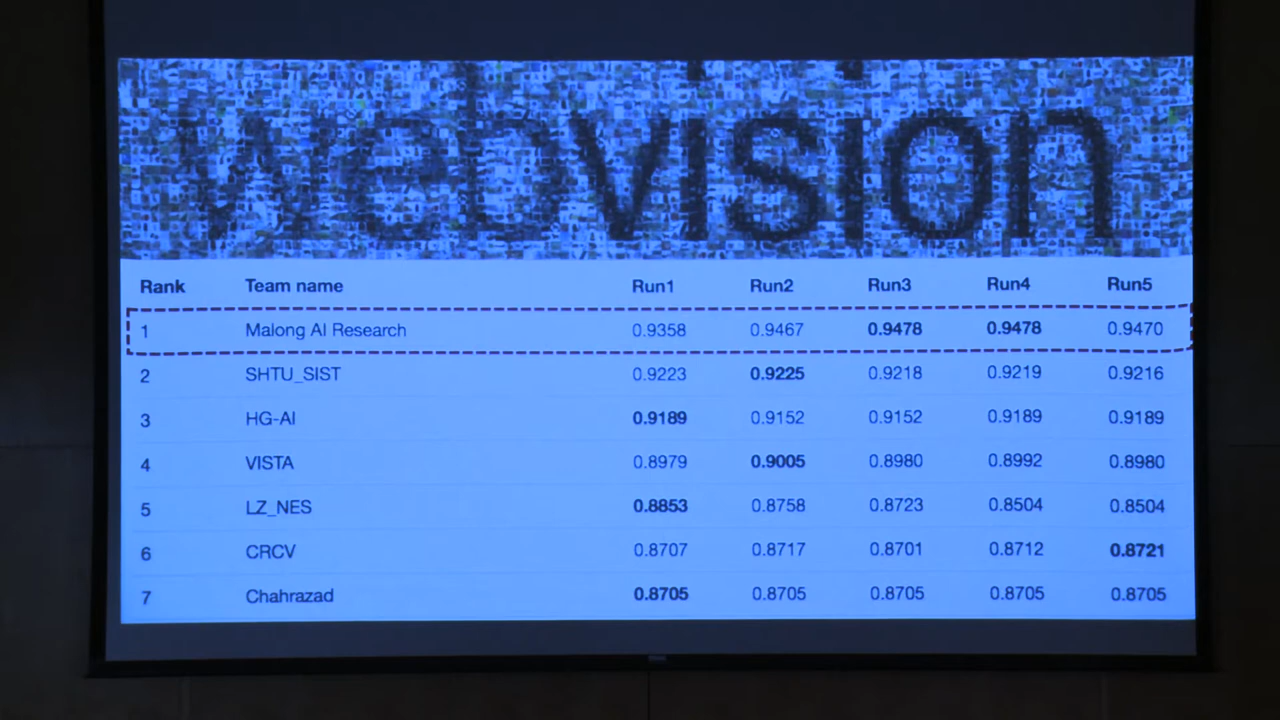 webvision
Rank Team name Run1 Run2 Run3 Run4 Run5
1 Malong AI Research 0.9358 0.9467 0.9478 0.9478 0.9470
2 SHTU_SIST 0.9223 0.9225 0.9218 0.9219 0.9216
3 HG-AI 0.9189 0.9152 0.9152 0.9189 0.9189
4 VISTA 0.8979 0.9005 0.8980 0.8992 0.8980
5 LZ_NES 0.8853 0.8758 0.8723 0.8504 0.8504
6 CRCV 0.8707 0.8717 0.8701 0.8712 0.8721
7 Chahrazad 0.8705 0.8705 0.8705 0.8705 0.8705